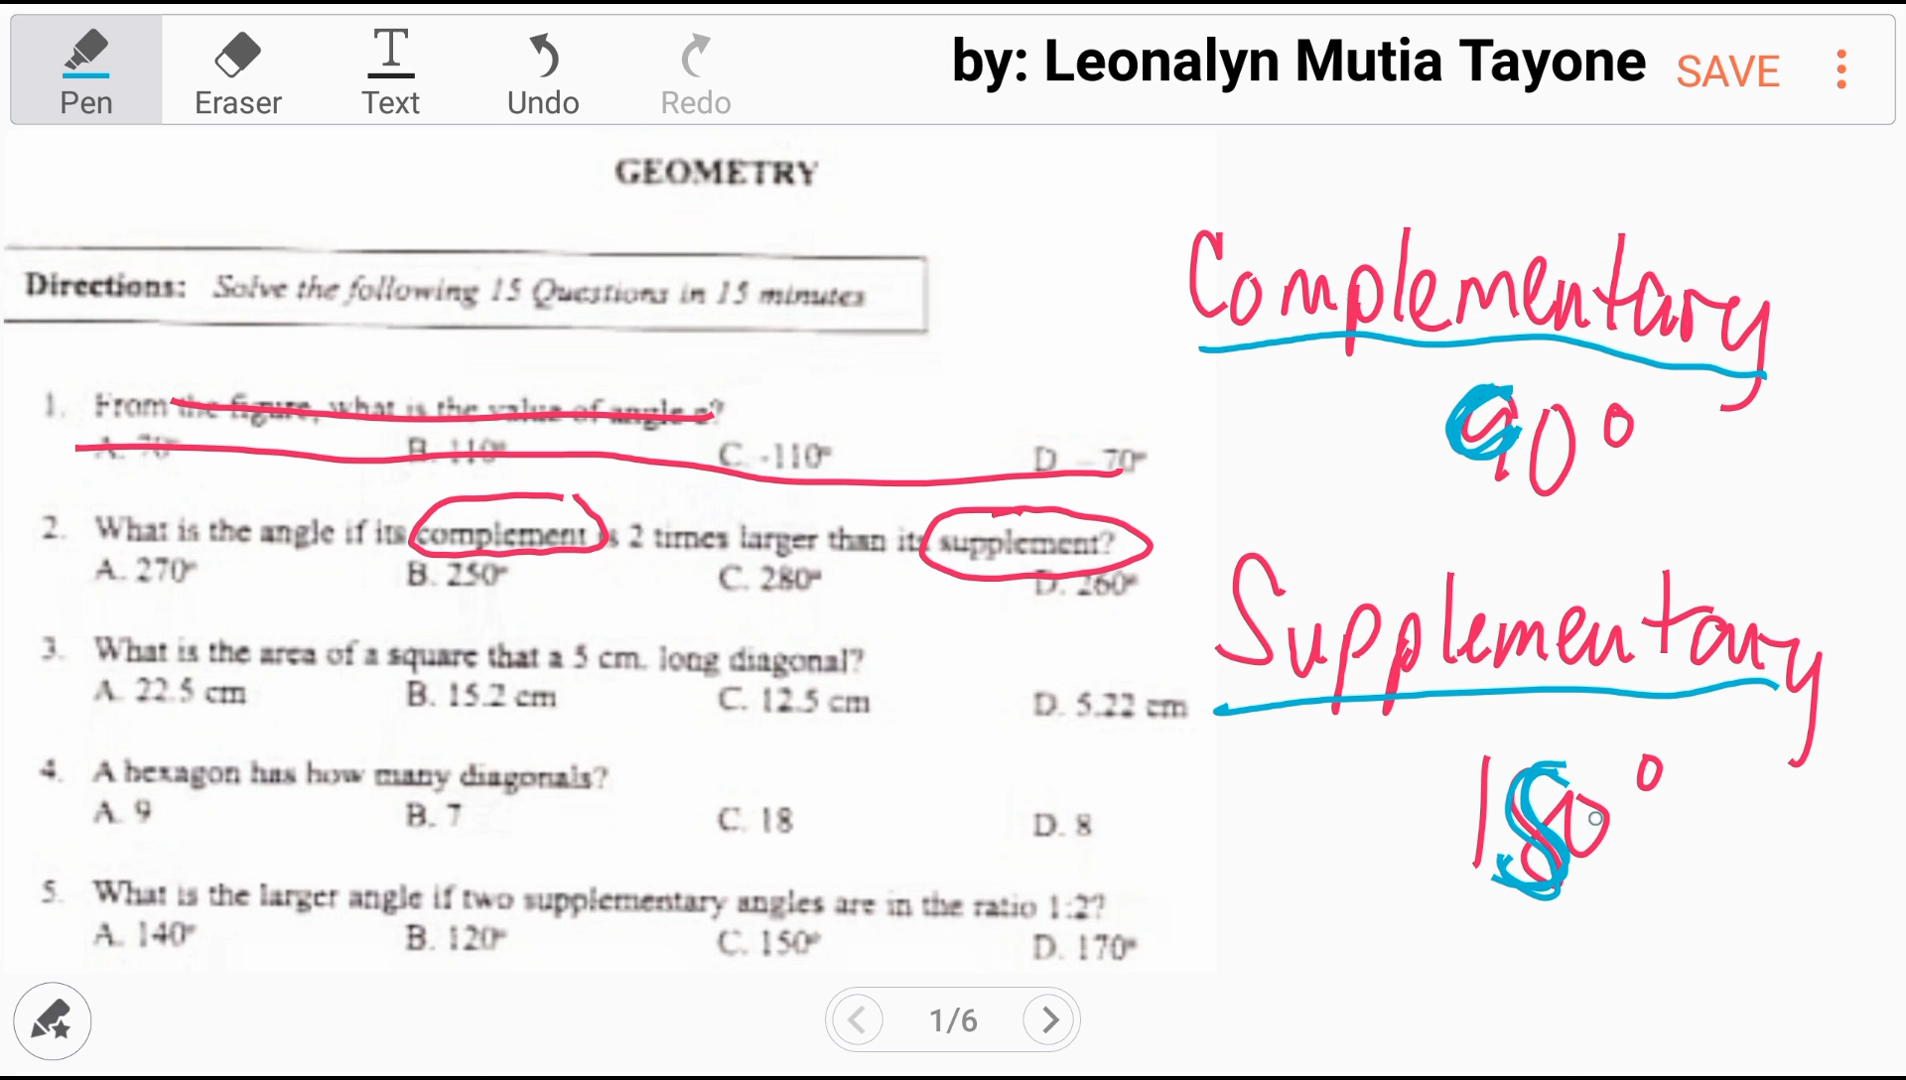 Pen Eraser Text Undo Redo by: Leonalyn Mutia Tayone SAVE
GEOMETRY
Directions: Solve the following 15 Questions in 15 minutes
1. From the figure, what is the value of angle e?
A. 70° B. 110° C. -110° D. -70°
2. What is the angle if its complement is 2 times larger than its supplement?
A. 270° B. 250° C. 280° D. 260°
3. What is the area of a square that a 5 cm. long diagonal?
A. 22.5 cm B. 15.2 cm C. 12.5 cm D. 5.22 cm
4. A hexagon has how many diagonals?
A. 9 B. 7 C. 18 D. 8
5. What is the larger angle if two supplementary angles are in the ratio 1:2?
A. 140° B. 120° C. 150° D. 170°
Complementary
90°
Supplementary
180°
1/6